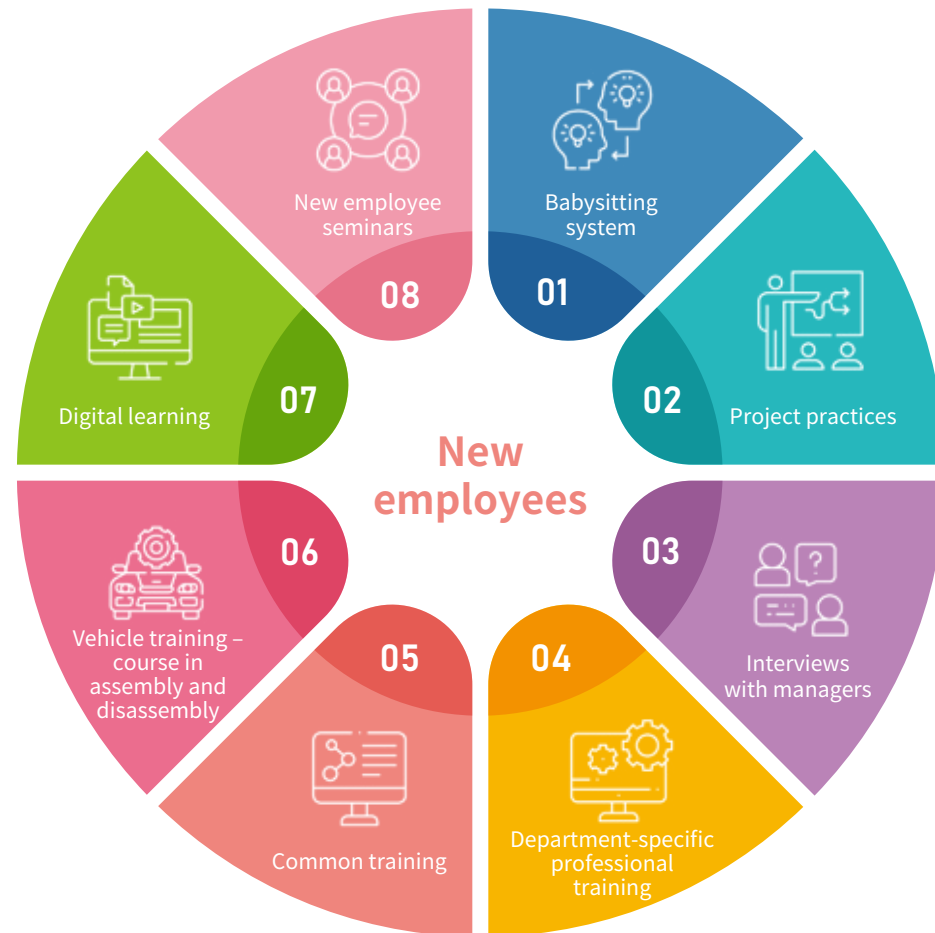 New
employees
01
Babysitting
system
02
Project practices
03
Interviews
with managers
04
Department-specific
professional
training
05
Common training
06
Vehicle training –
course in
assembly and
disassembly
07
Digital learning
08
New employee
seminars
?